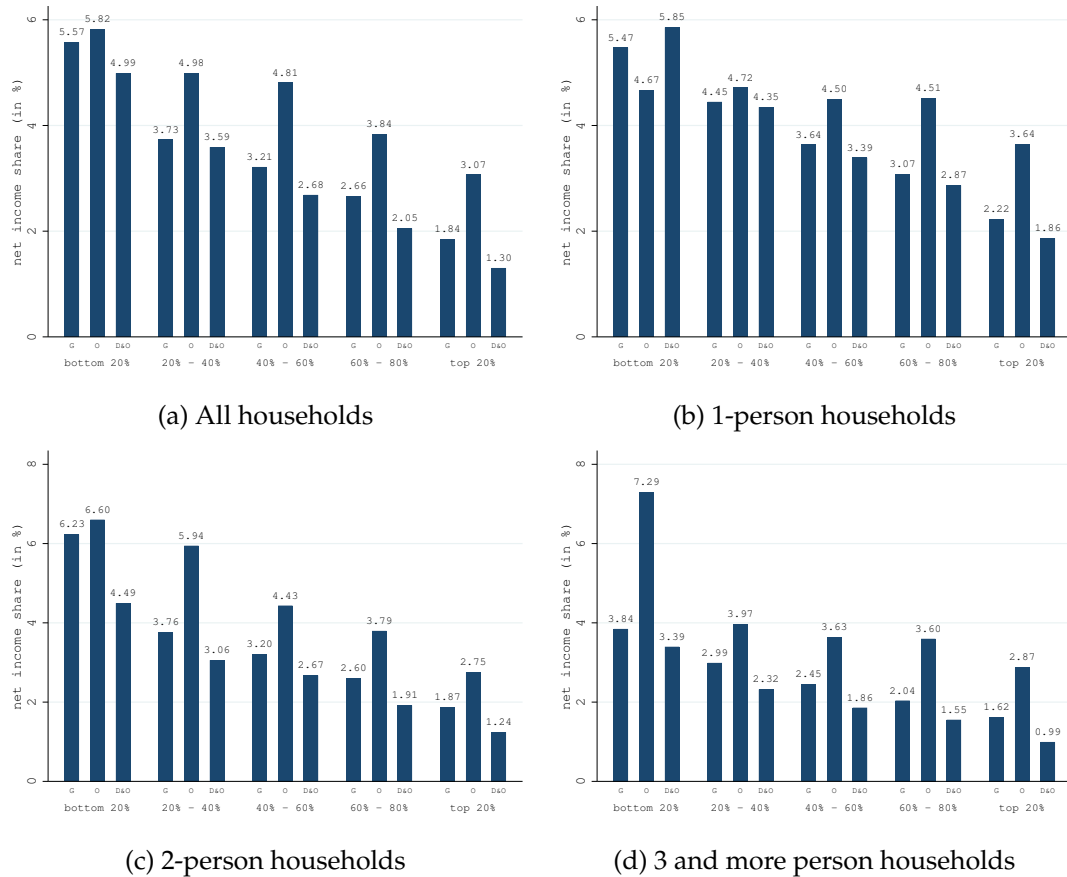 net income share (in %)
6
4
2
0
5.57 5.82 4.99 3.73 4.98 3.59 3.21 4.81 2.68 2.66 3.84 2.05 1.84 3.07 1.30
G O D&O G O D&O G O D&O G O D&O G O D&O
bottom 20% 20% - 40% 40% - 60% 60% - 80% top 20%
(a) All households
net income share (in %)
6
4
2
0
5.47 4.67 5.85 4.45 4.72 4.35 3.64 4.50 3.39 3.07 4.51 2.87 2.22 3.64 1.86
G O D&O G O D&O G O D&O G O D&O G O D&O
bottom 20% 20% - 40% 40% - 60% 60% - 80% top 20%
(b) 1-person households
net income share (in %)
8
6
4
2
0
6.23 6.60 4.49 3.76 5.94 3.06 3.20 4.43 2.67 2.60 3.79 1.91 1.87 2.75 1.24
G O D&O G O D&O G O D&O G O D&O G O D&O
bottom 20% 20% - 40% 40% - 60% 60% - 80% top 20%
(c) 2-person households
net income share (in %)
8
6
4
2
0
3.84 7.29 3.39 2.99 3.97 2.32 2.45 3.63 1.86 2.04 3.60 1.55 1.62 2.87 0.99
G O D&O G O D&O G O D&O G O D&O G O D&O
bottom 20% 20% - 40% 40% - 60% 60% - 80% top 20%
(d) 3 and more person households